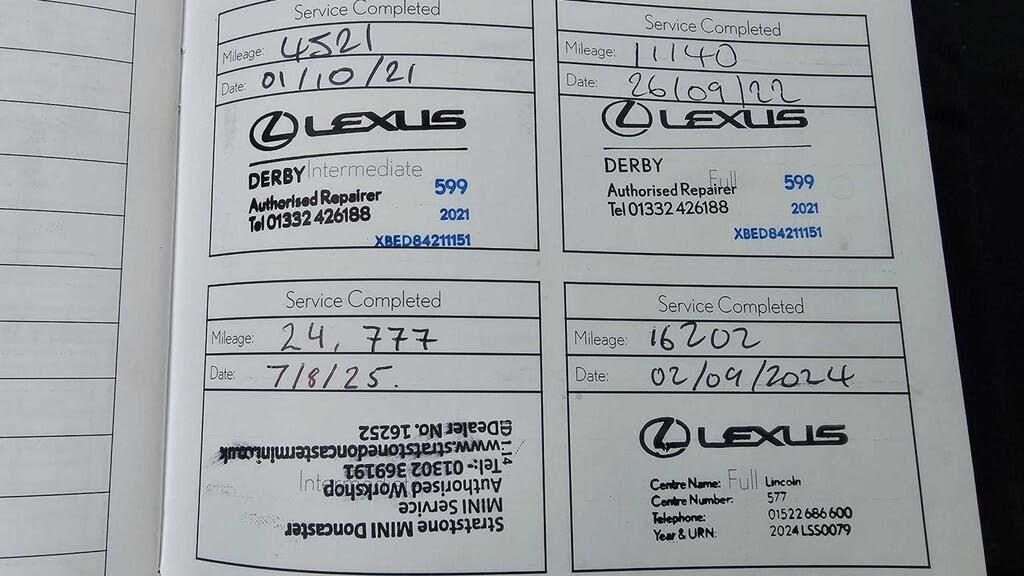 Service Completed
Mileage: 4521
Date: 01/10/21
LEXUS
DERBY Intermediate
Authorised Repairer
Tel 01332 426188
599
2021
XBED84211151
Service Completed
Mileage: 11140
Date: 26/09/22
LEXUS
DERBY
Full
Authorised Repairer
Tel 01332 426188
599
2021
XBED84211151
Service Completed
Mileage: 24,777
Date: 7/8/25.
Stratstone MINI Doncaster
MINI Service
Authorised Workshop
Tel:- 01302 369191
www.stratstonedoncastermini.co.uk
Dealer No. 16252
Service Completed
Mileage: 16202
Date: 02/09/2024
LEXUS
Centre Name: Full Lincoln
Centre Number: 577
Telephone: 01522 686 600
Year & URN: 2024 LSS0079